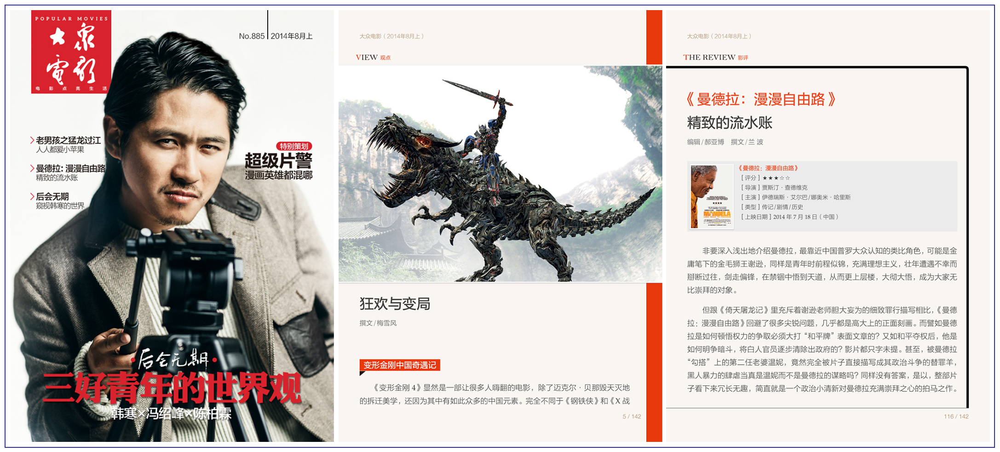 POPULAR MOVIES
大眾
電影
电影点亮生活
No.885 2014年8月上
老男孩之猛龙过江
人人都爱小苹果
曼德拉：漫漫自由路
精致的流水账
后会无期
窥视韩寒的世界
特别策划
超级片警
漫画英雄都混哪
·后会无期·
三好青年的世界观
韩寒×冯绍峰×陈柏霖
大众电影（2014年8月上）
VIEW 观点
狂欢与变局
撰文/梅雪风
变形金刚中国奇遇记
《变形金刚 4》显然是一部让很多人嗨翻的电影，除了迈克尔·贝那毁天灭地
的拆迁美学，还因为其中有如此众多的中国元素。完全不同于《钢铁侠》和《X 战
5 / 142
大众电影（2014年8月上）
THE REVIEW 影评
《曼德拉：漫漫自由路》
精致的流水账
编辑/郝亚博 撰文/兰 波
《曼德拉：漫漫自由路》
[ 评分 ] ★★★☆☆
[ 导演 ] 贾斯汀·查德维克
[ 主演 ] 伊德瑞斯·艾尔巴/娜奥米·哈里斯
[ 类型 ] 传记/剧情/历史
[ 上映日期 ] 2014 年 7 月 18 日（中国）
MANDELA
非要深入浅出地介绍曼德拉，最靠近中国普罗大众认知的类比角色，可能是金
庸笔下的金毛狮王谢逊，同样是青年时前程似锦，充满理想主义，壮年遭遇不幸而
掰断过往，剑走偏锋，在禁锢中悟到天道，从而更上层楼，大彻大悟，成为大家无
比崇拜的对象。
但跟《倚天屠龙记》里充斥着谢逊老师胆大妄为的细致罪行描写相比，《曼德
拉：漫漫自由路》回避了很多尖锐问题，几乎都是高大上的正面刻画。而譬如曼德
拉是如何顿悟权力的争取必须大打“和平牌”表面文章的？又如和平夺权后，他是
如何明争暗斗，将白人官员逐步清除出政府的？影片都只字未提。甚至，被曼德拉
“勾搭”上的第二任老婆温妮，竟然完全被片子直接描写成其政治斗争的替罪羊，
黑人暴力的肆虐当真是温妮而不是曼德拉的谋略吗？同样没有答案，是以，整部片
子看下来冗长无趣，简直就是一个政治小清新对曼德拉充满崇拜之心的拍马之作。
116 / 142